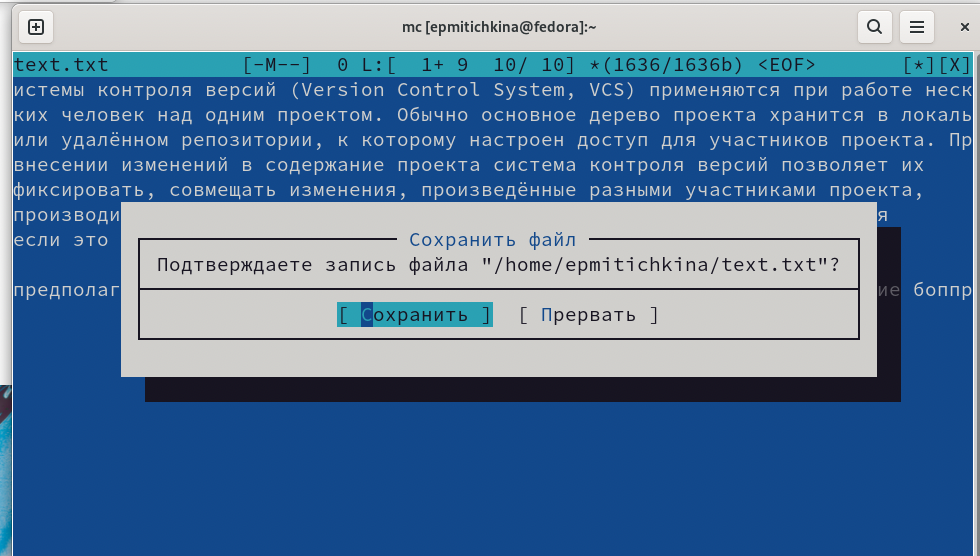 mc [epmitichkina@fedora]:~
text.txt [-M--] 0 L:[ 1+ 9 10/ 10] *(1636/1636b) <EOF> [*][X]
истемы контроля версий (Version Control System, VCS) применяются при работе неск
ких человек над одним проектом. Обычно основное дерево проекта хранится в локаль
или удалённом репозитории, к которому настроен доступ для участников проекта. Пр
внесении изменений в содержание проекта система контроля версий позволяет их
фиксировать, совмещать изменения, произведённые разными участниками проекта,
производи я
если это
Сохранить файл
Подтверждаете запись файла "/home/epmitichkina/text.txt"?
предполаг ие боппр
[ Сохранить ] [ Прервать ]